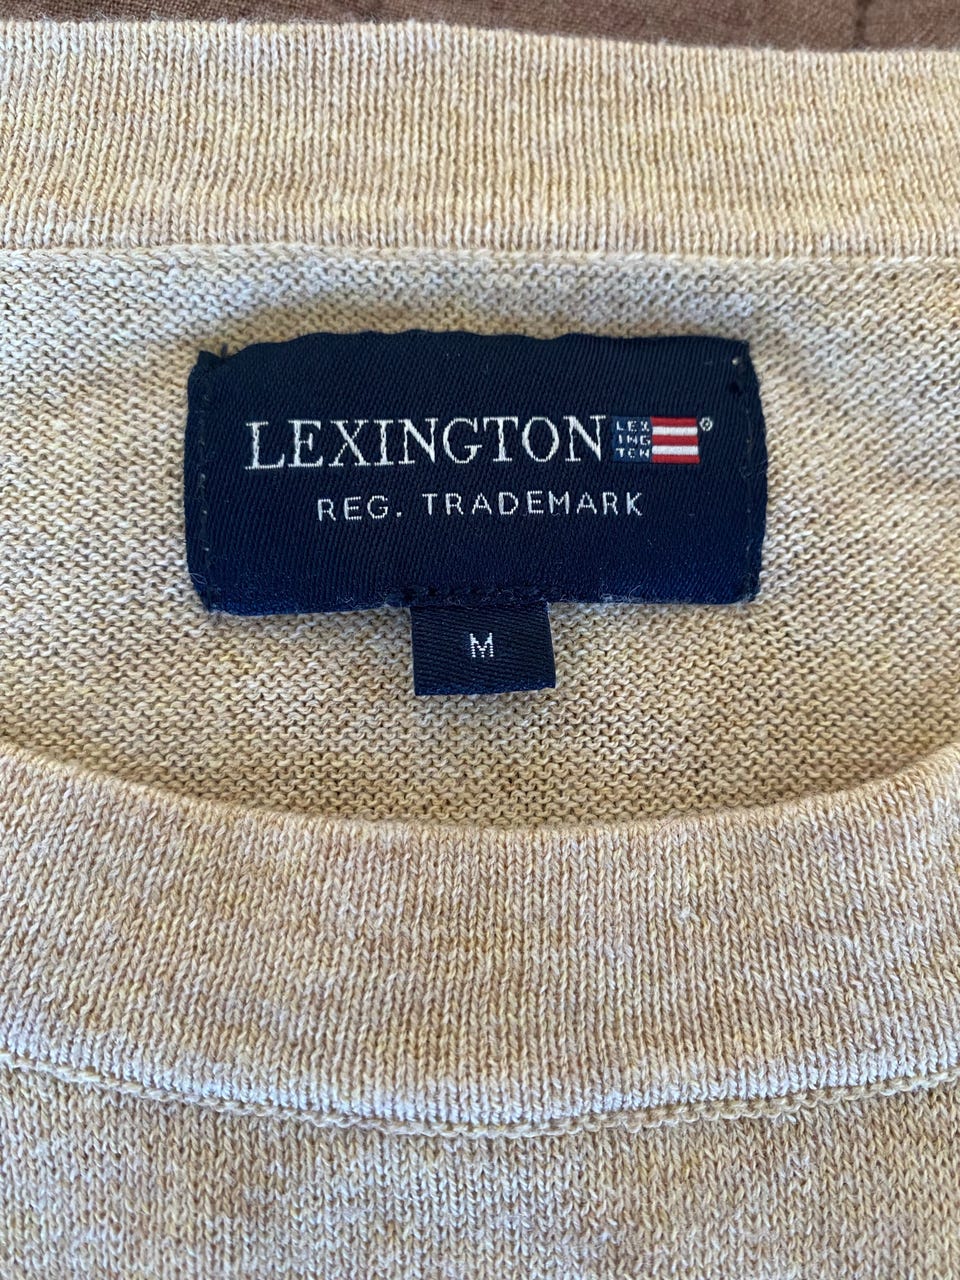 LEXINGTON LEX ING TON ®
REG. TRADEMARK
M